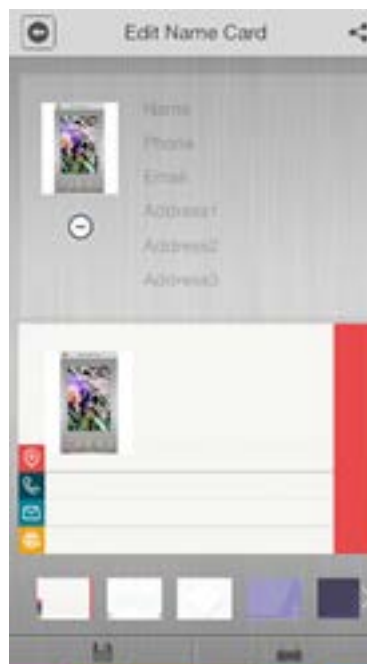 Edit Name Card
Name
Phone
Email
Address1
Address2
Address3